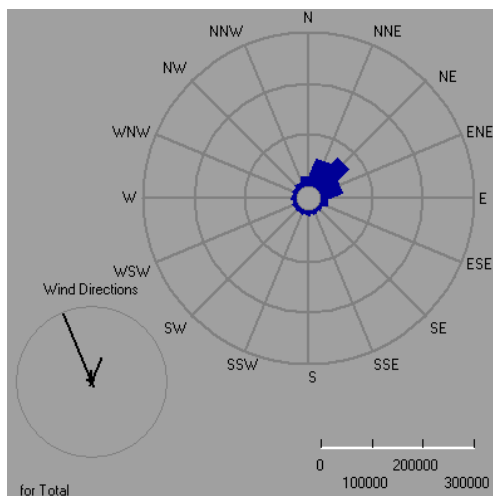 N
NNW
NNE
NW
NE
WNW
ENE
W
E
WSW
ESE
Wind Directions
SW
SE
SSW
SSE
S
0
200000
100000
300000
for Total